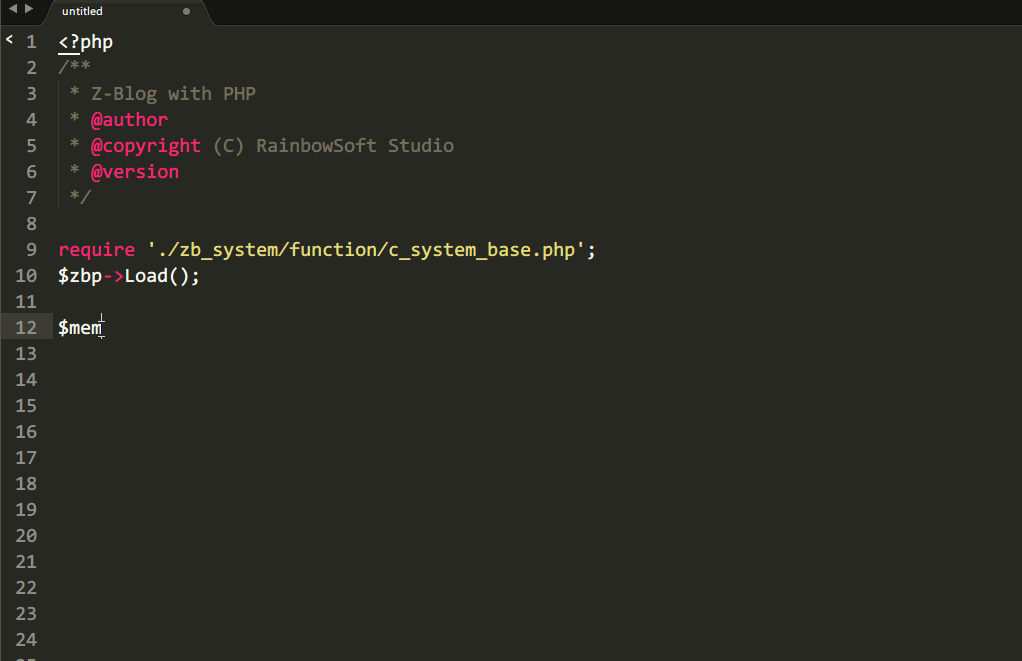 untitled
1 <?php
2 /**
3  * Z-Blog with PHP
4  * @author
5  * @copyright (C) RainbowSoft Studio
6  * @version
7  */
8
9 require './zb_system/function/c_system_base.php';
10 $zbp->Load();
11
12 $mem
13
14
15
16
17
18
19
20
21
22
23
24